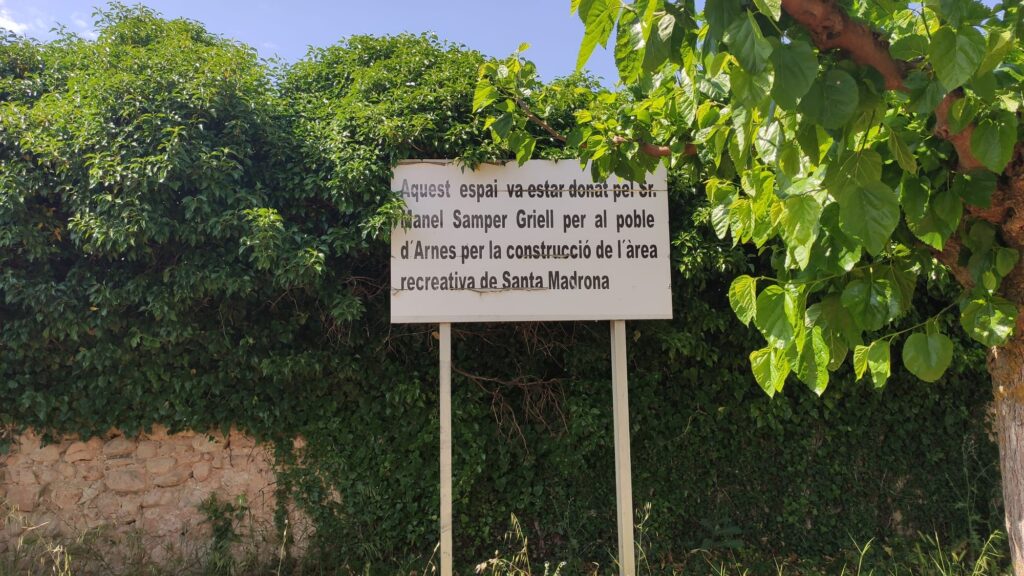 Aquest espai va estar donat pel Sr.
Manel Samper Griell per al poble
d´Arnes per la construcció de l´àrea
recreativa de Santa Madrona